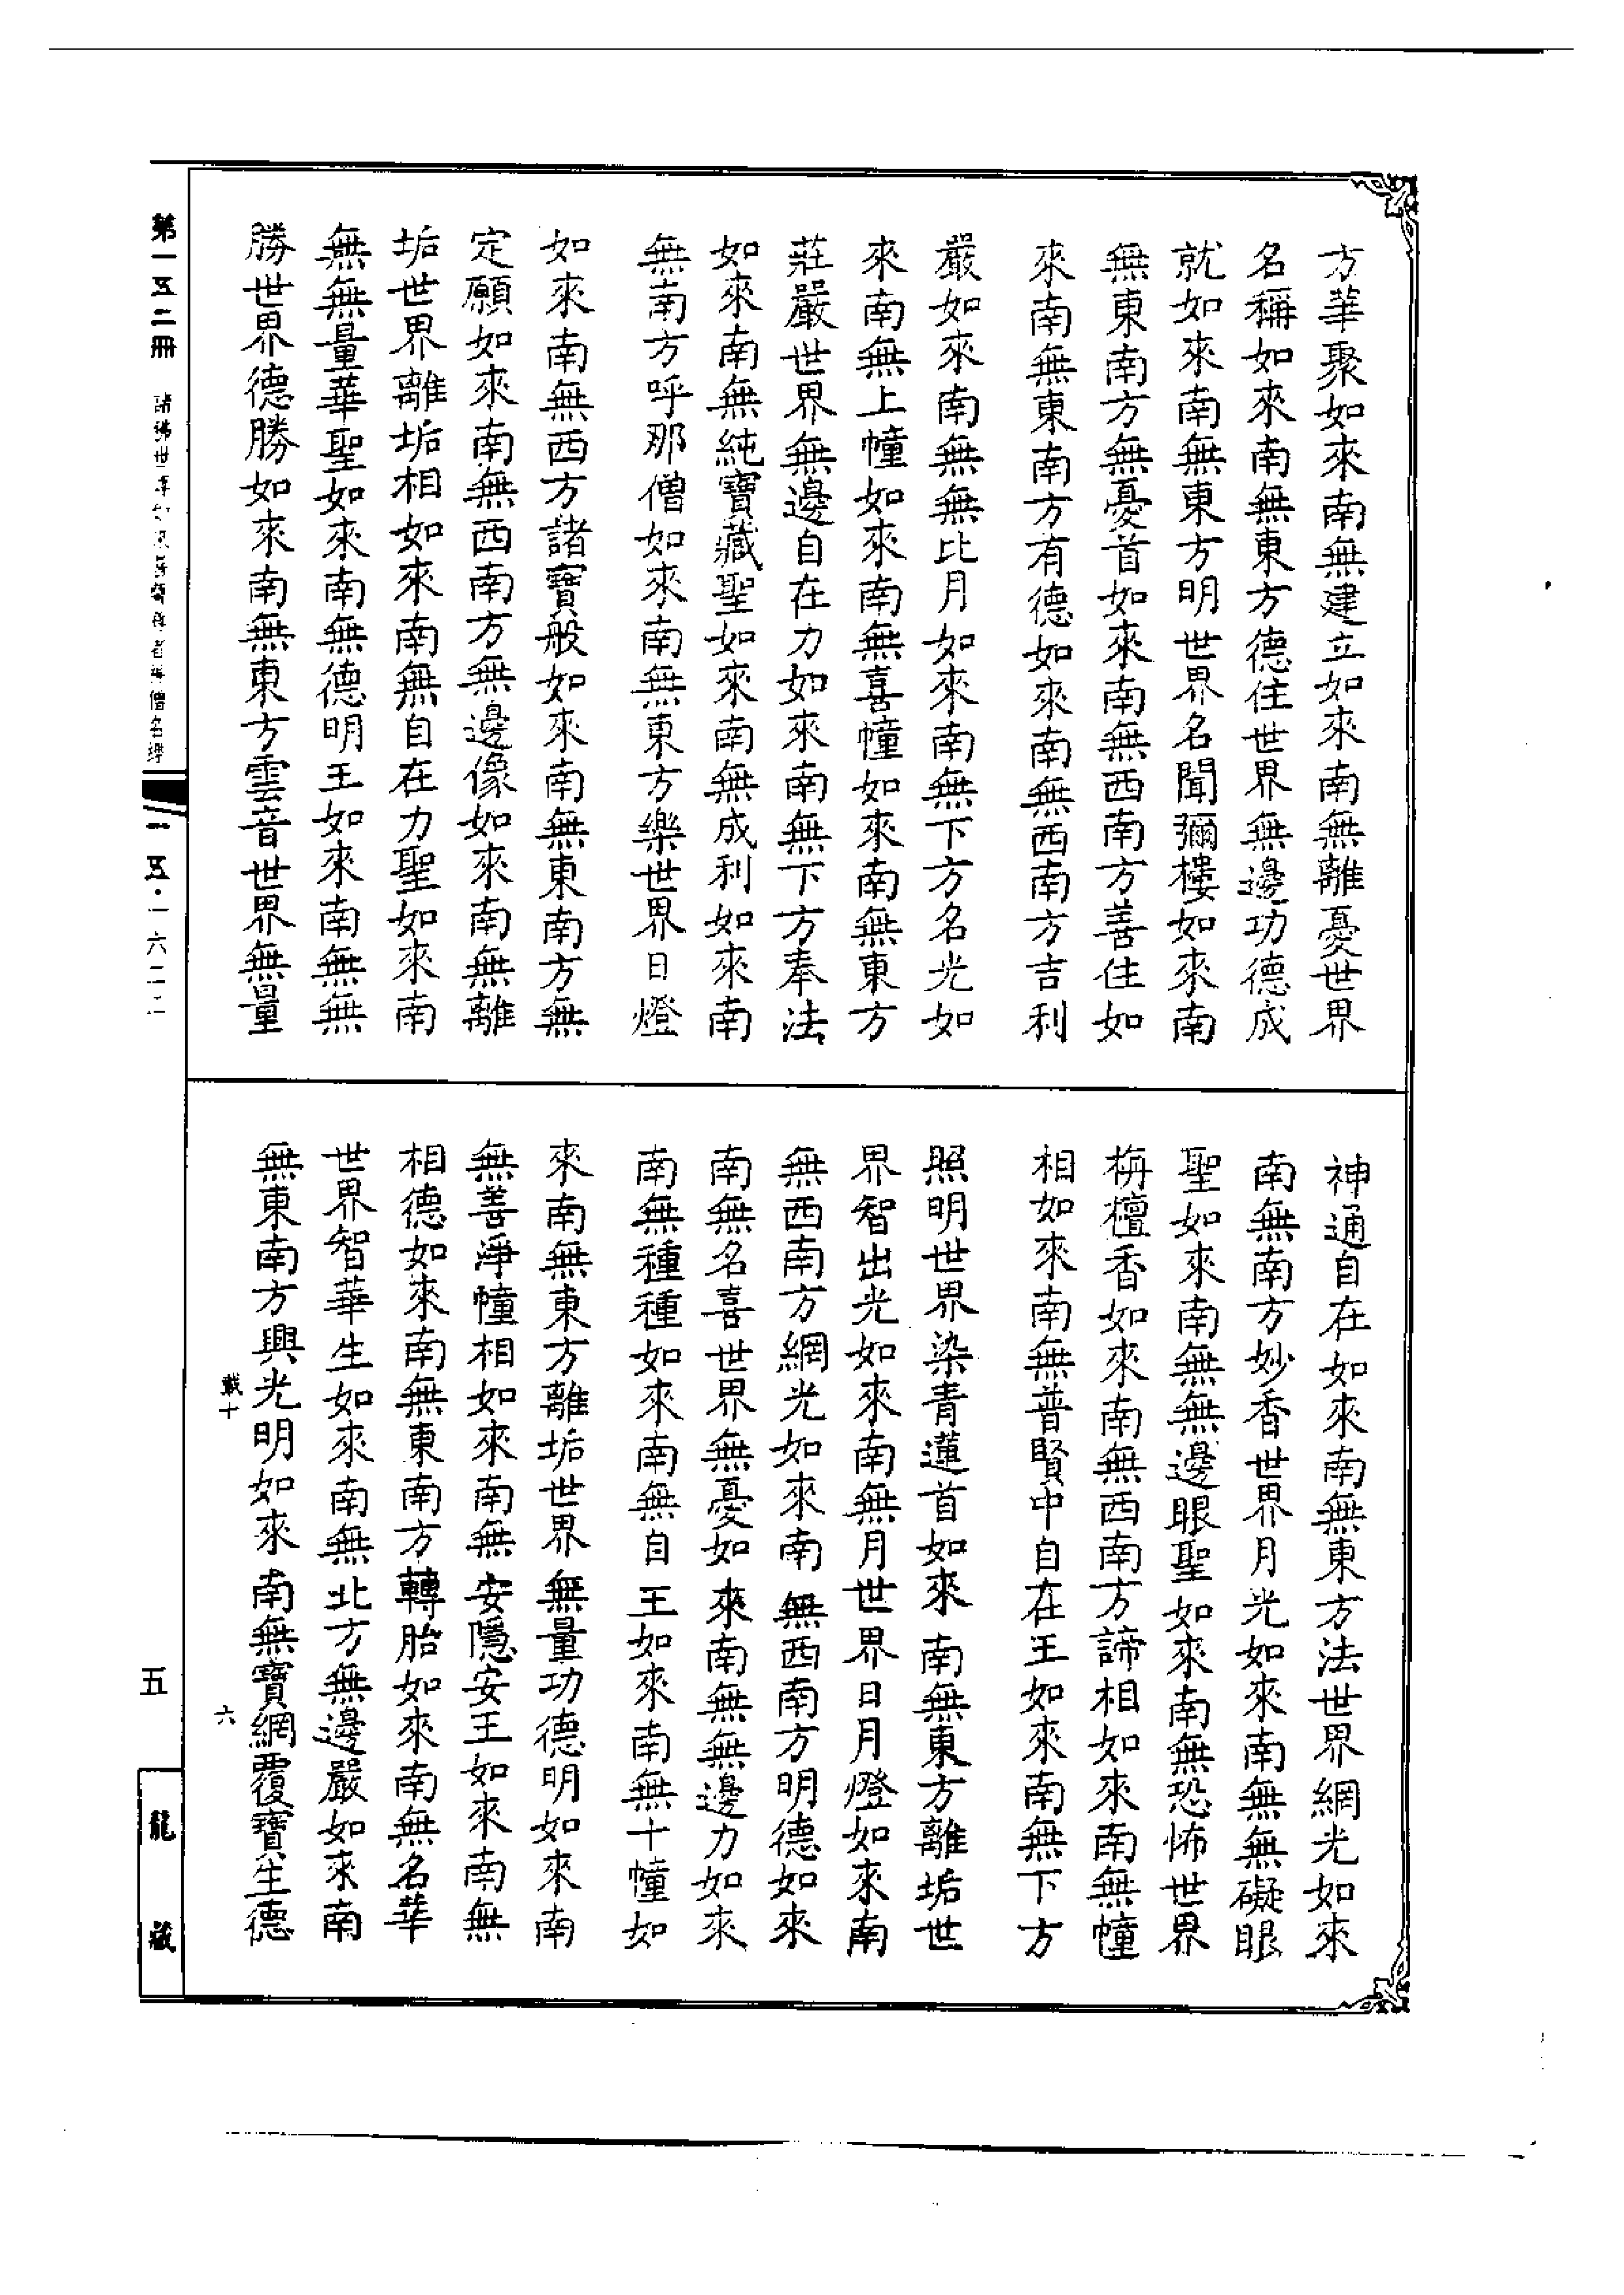 方華聚如來南無建立如來南無離憂世界
名稱如來南無東方德住世界無邊功德成
就如來南無東方明世界名聞彌樓如來南
無東南方無憂首如來南無西南方善住如
來南無東南方有德如來南無西南方吉利
嚴如來南無無比月如來南無下方名光如
來南無上幢如來南無喜幢如來南無東方
莊嚴世界無邊自在力如來南無下方奉法
如來南無純寶藏聖如來南無成利如來南
無南方呼那僧如來南無東方樂世界日燈
如來南無西方諸寶般如來南無東南方無
定願如來南無西南方無邊像如來南無離
垢世界離垢相如來南無自在力聖如來南
無無量華聖如來南無德明王如來南無無
勝世界德勝如來南無東方雲音世界無量
神通自在如來南無東方法世界網光如來
南無南方妙香世界月光如來南無無礙眼
聖如來南無無邊眼聖如來南無恐怖世界
栴檀香如來南無西南方諦相如來南無幢
相如來南無普賢中自在王如來南無下方
照明世界染青蓮首如來南無東方離垢世
界智出光如來南無月世界日月燈如來南
無西南方網光如來南無西南方明德如來
南無名喜世界無憂如來南無無邊力如來
南無種種如來南無自王如來南無十幢如
來南無東方離垢世界無量功德明如來南
無善淨幢相如來南無安隱安王如來南無
相德如來南無東南方轉胎如來南無名華
世界智華生如來南無北方無邊嚴如來南
無東南方興光明如來南無寶網覆寶生德
載十
六
第一五二冊
諸佛世尊如來菩薩尊者神僧名經
一五·一六二二
五
龍藏